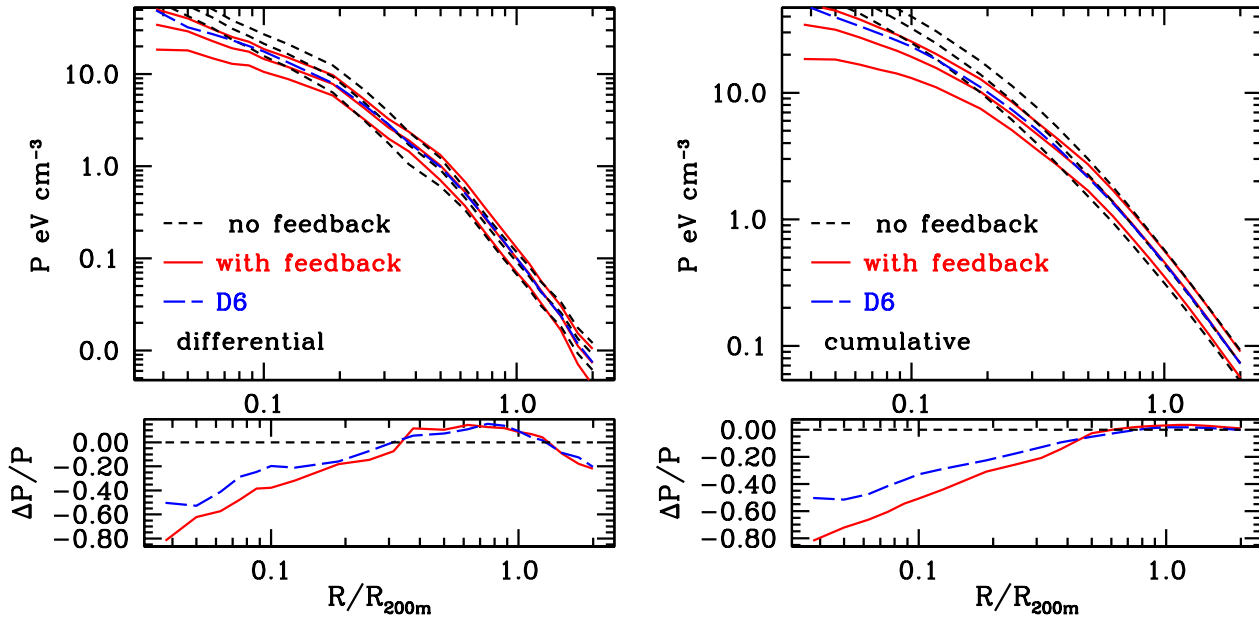 P eV cm⁻³
10.0
1.0
0.1
0.0
no feedback
with feedback
D6
differential
0.1 1.0
ΔP/P
0.00
−0.20
−0.40
−0.60
−0.80
0.1 1.0
R/R200m
P eV cm⁻³
10.0
1.0
0.1
no feedback
with feedback
D6
cumulative
0.1 1.0
ΔP/P
0.00
−0.20
−0.40
−0.60
−0.80
0.1 1.0
R/R200m